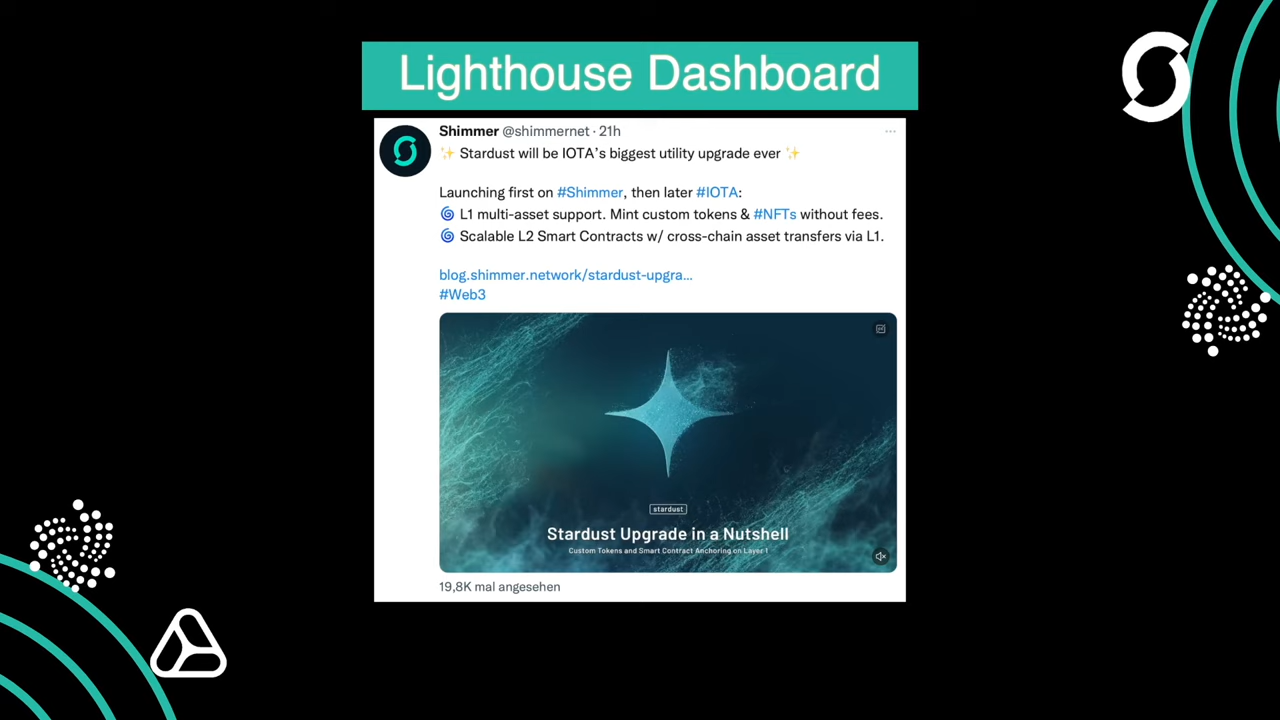 Lighthouse Dashboard
Shimmer @shimmernet · 21h
✨ Stardust will be IOTA's biggest utility upgrade ever ✨
Launching first on #Shimmer, then later #IOTA:
🌀 L1 multi-asset support. Mint custom tokens & #NFTs without fees.
🌀 Scalable L2 Smart Contracts w/ cross-chain asset transfers via L1.
blog.shimmer.network/stardust-upgra...
#Web3
stardust
Stardust Upgrade in a Nutshell
Custom Tokens and Smart Contract Anchoring on Layer 1
19,8K mal angesehen